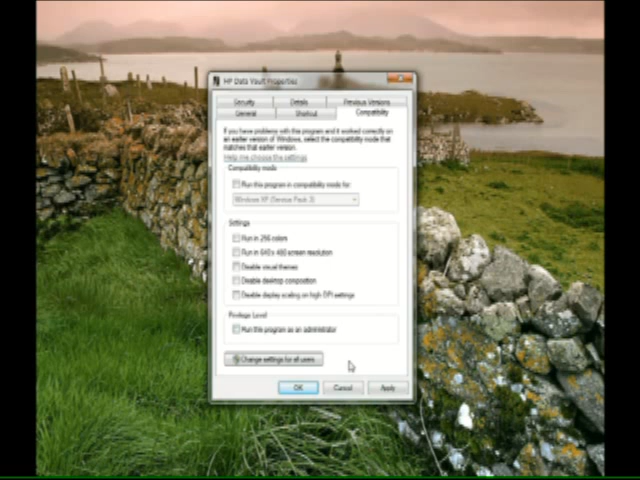 HP Data Vault Properties
Security Details Previous Versions
General Shortcut Compatibility
If you have problems with this program and it worked correctly on
an earlier version of Windows, select the compatibility mode that
matches that earlier version.
Help me choose the settings
Compatibility mode
Run this program in compatibility mode for:
Windows XP (Service Pack 3)
Settings
Run in 256 colors
Run in 640 x 480 screen resolution
Disable visual themes
Disable desktop composition
Disable display scaling on high DPI settings
Privilege Level
Run this program as an administrator
Change settings for all users
OK Cancel Apply